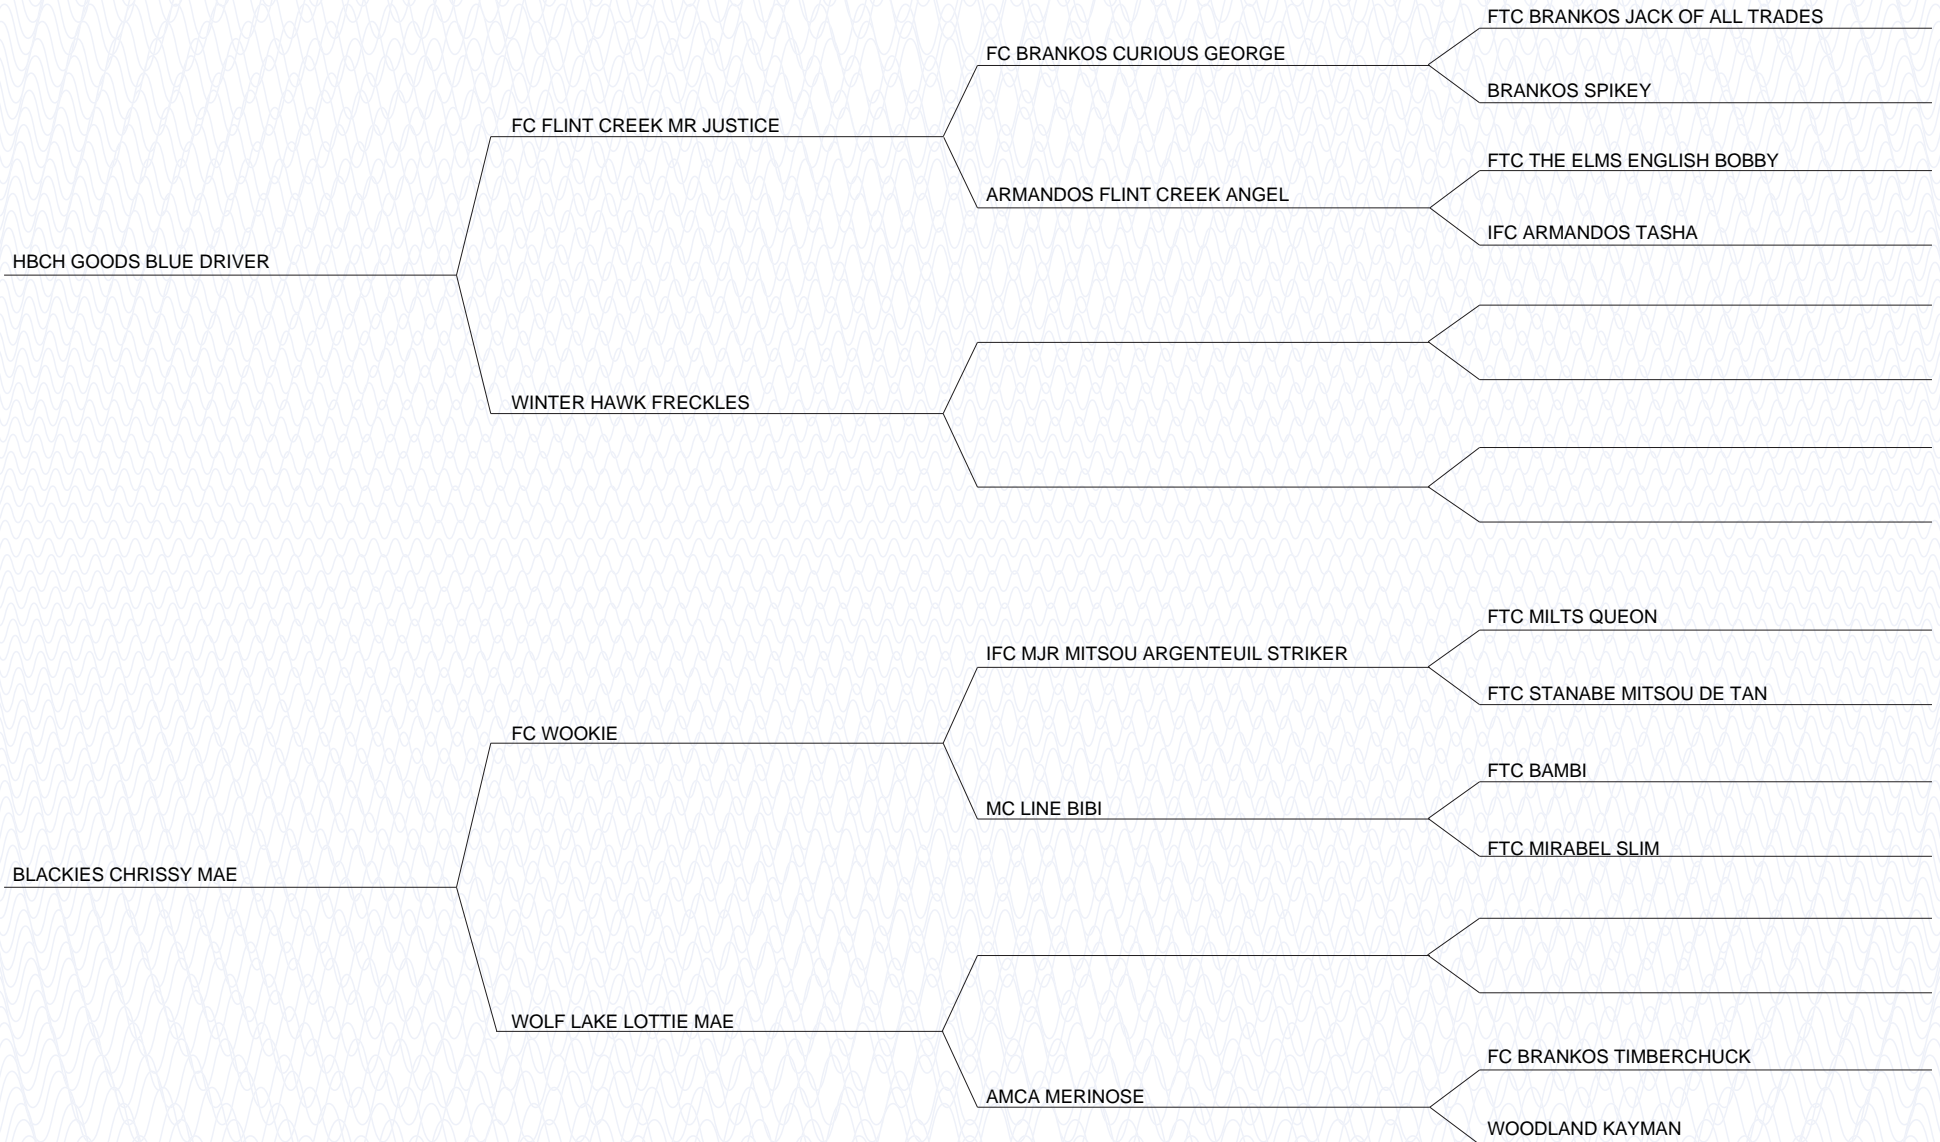 FTC BRANKOS JACK OF ALL TRADES
FC BRANKOS CURIOUS GEORGE
BRANKOS SPIKEY
FC FLINT CREEK MR JUSTICE
FTC THE ELMS ENGLISH BOBBY
ARMANDOS FLINT CREEK ANGEL
IFC ARMANDOS TASHA
HBCH GOODS BLUE DRIVER
WINTER HAWK FRECKLES
FTC MILTS QUEON
IFC MJR MITSOU ARGENTEUIL STRIKER
FTC STANABE MITSOU DE TAN
FC WOOKIE
FTC BAMBI
MC LINE BIBI
FTC MIRABEL SLIM
BLACKIES CHRISSY MAE
WOLF LAKE LOTTIE MAE
FC BRANKOS TIMBERCHUCK
AMCA MERINOSE
WOODLAND KAYMAN